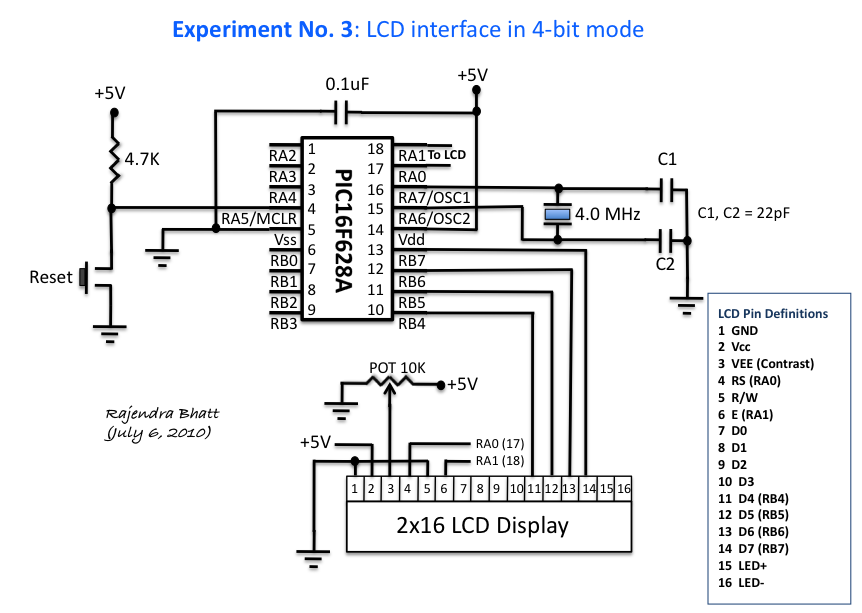 Experiment No. 3: LCD interface in 4-bit mode
+5V
0.1uF
+5V
4.7K
Reset
PIC16F628A
1
2
3
4
5
6
7
8
9
18
17
16
15
14
13
12
11
10
RA2
RA3
RA4
RA5/MCLR
Vss
RB0
RB1
RB2
RB3
RA1 To LCD
RA0
RA7/OSC1
RA6/OSC2
Vdd
RB7
RB6
RB5
RB4
C1
4.0 MHz
C1, C2 = 22pF
C2
POT 10K
+5V
Rajendra Bhatt
(July 6, 2010)
+5V
RA0 (17)
RA1 (18)
1 2 3 4 5 6 7 8 9 10 11 12 13 14 15 16
2x16 LCD Display
LCD Pin Definitions
1 GND
2 Vcc
3 VEE (Contrast)
4 RS (RA0)
5 R/W
6 E (RA1)
7 D0
8 D1
9 D2
10 D3
11 D4 (RB4)
12 D5 (RB5)
13 D6 (RB6)
14 D7 (RB7)
15 LED+
16 LED-